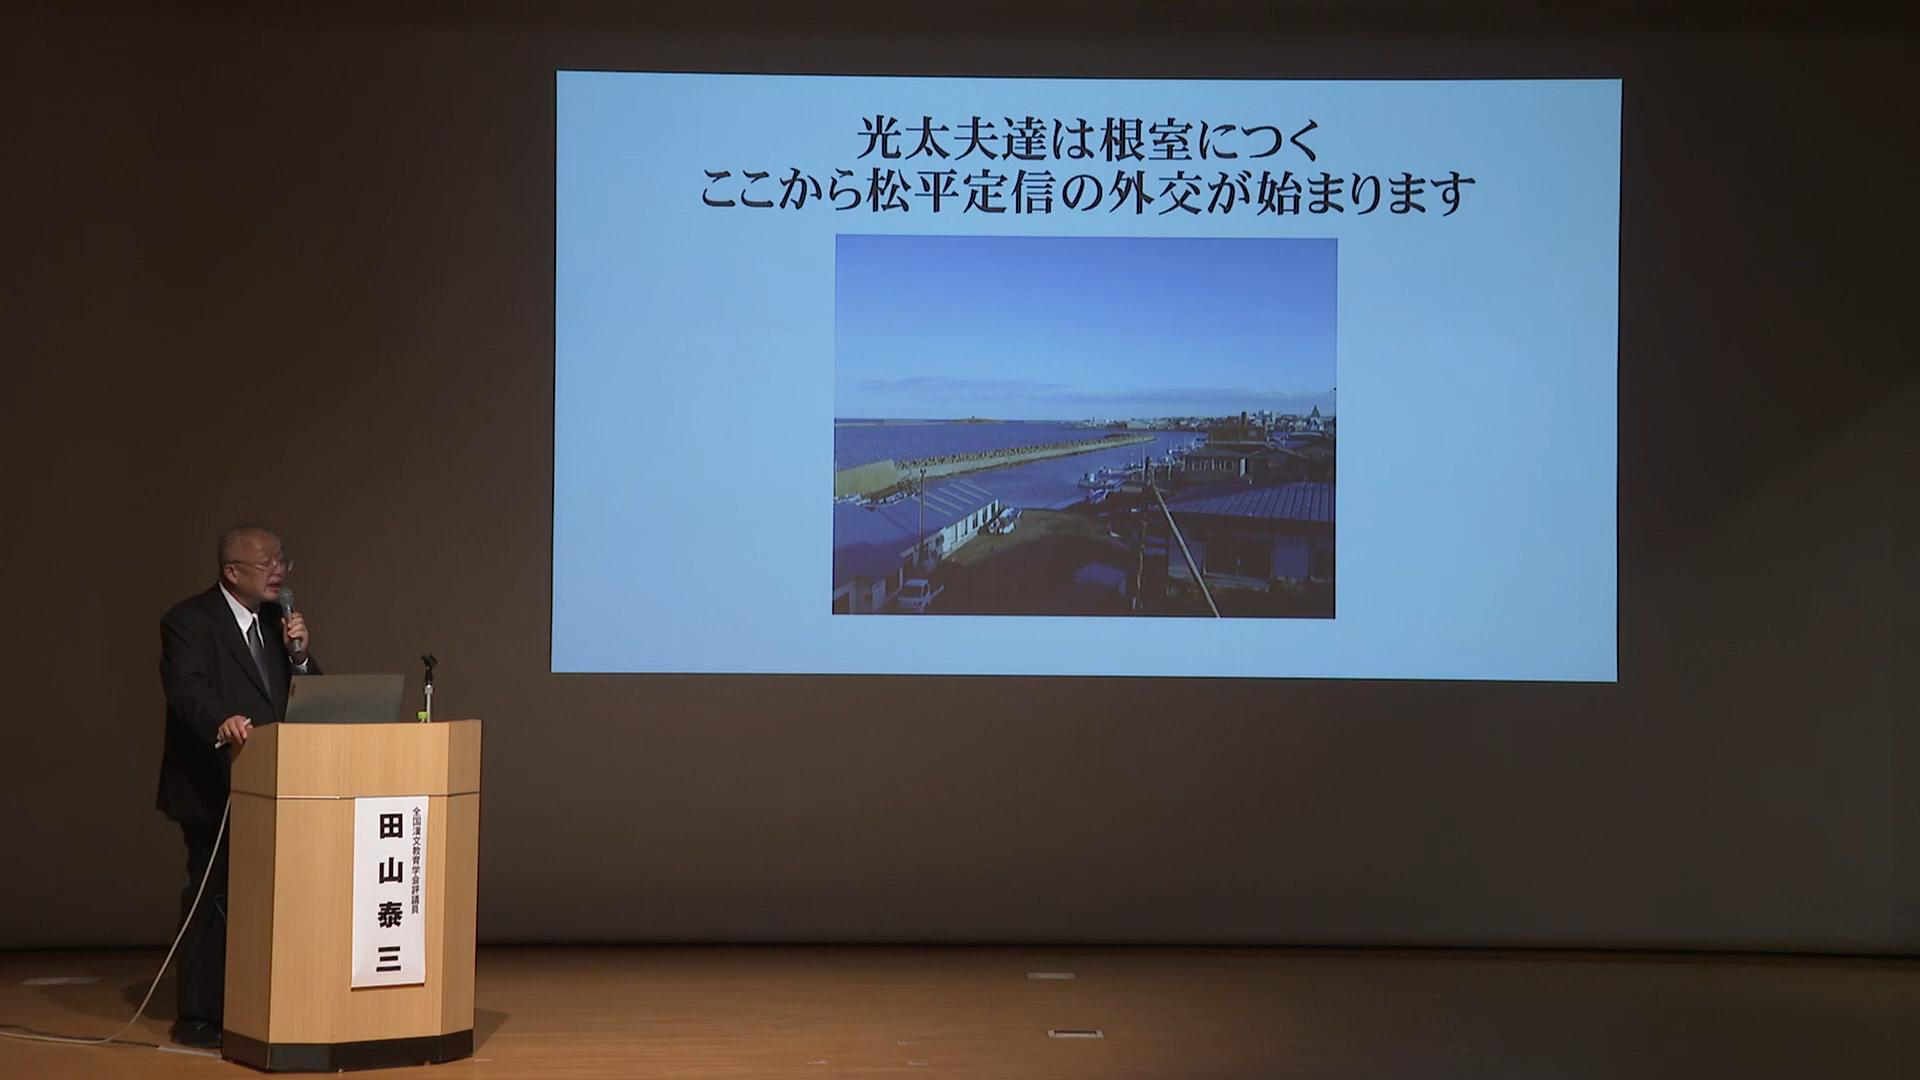 光太夫達は根室につく
ここから松平定信の外交が始まります
全国漢文教育学会評議員
田山泰三